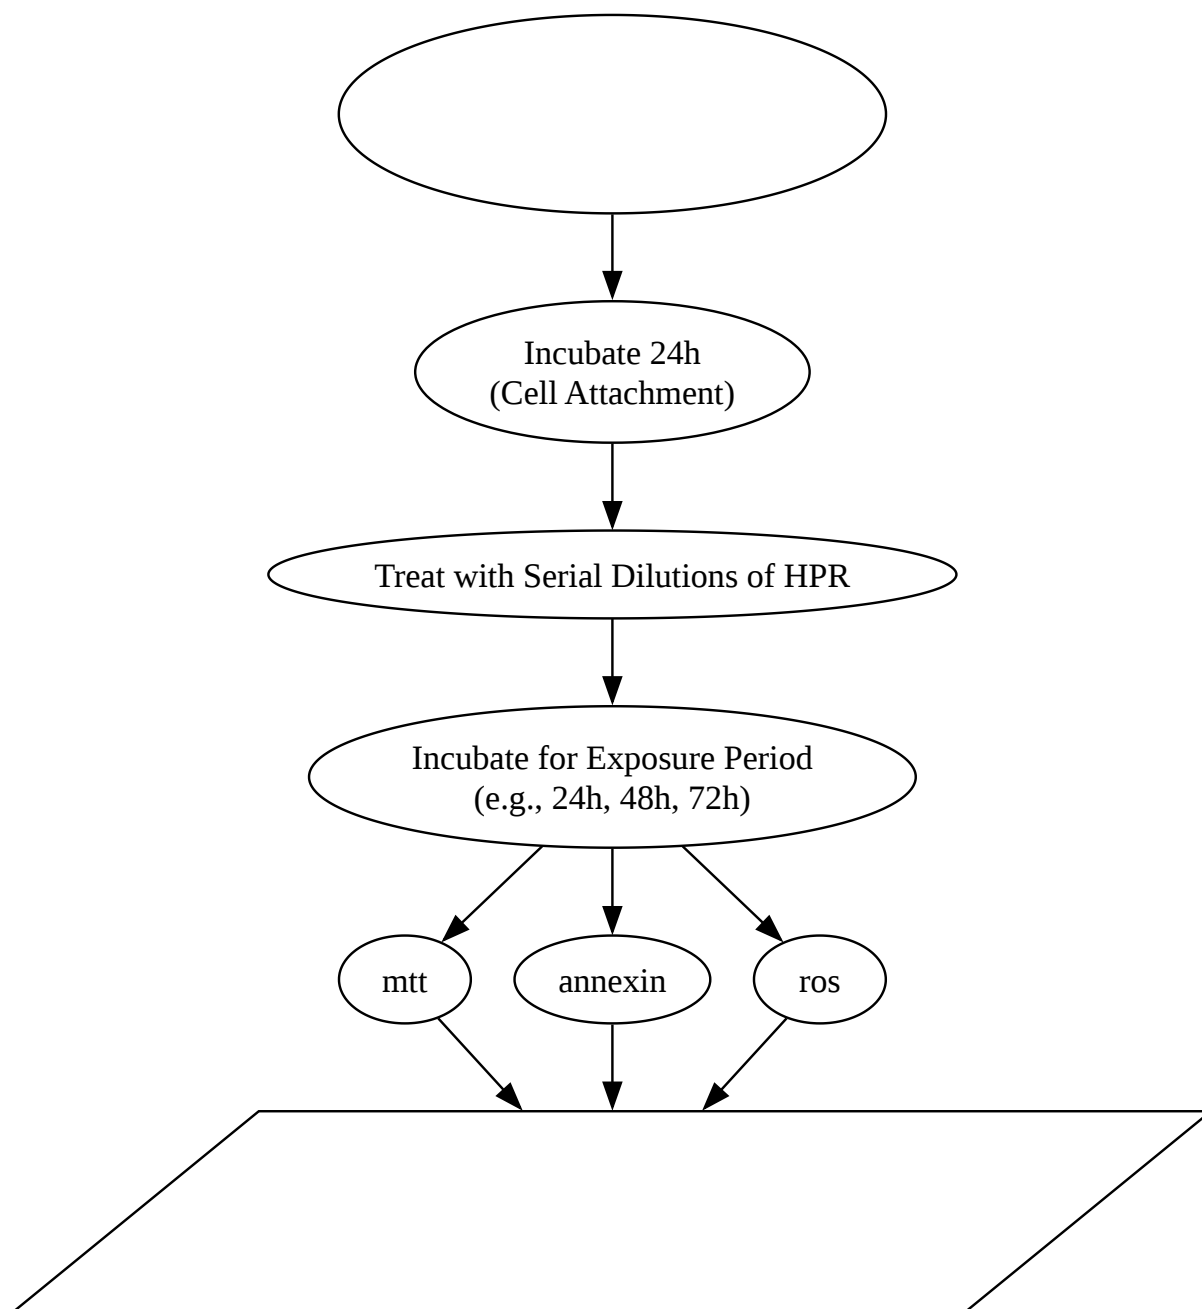 Incubate 24h
(Cell Attachment)
Treat with Serial Dilutions of HPR
Incubate for Exposure Period
(e.g., 24h, 48h, 72h)
mtt
annexin
ros